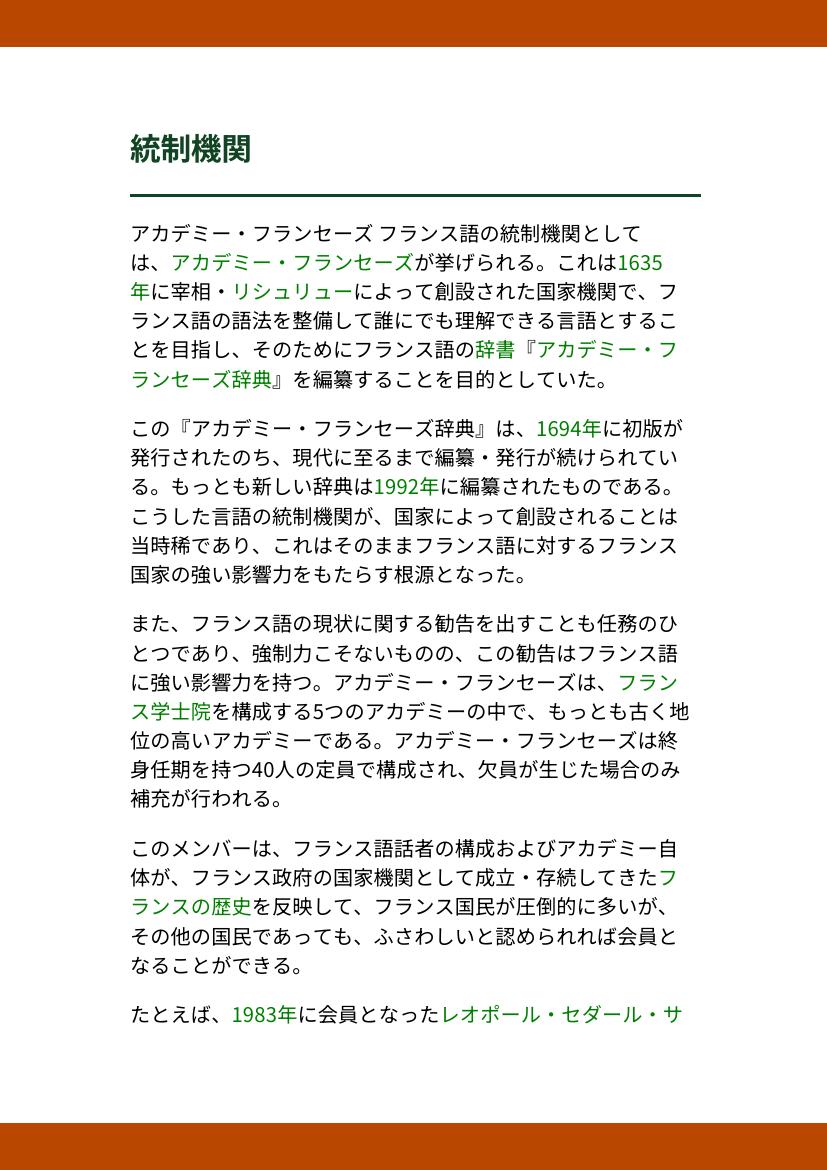 統制機関
アカデミー・フランセーズ フランス語の統制機関として
は、アカデミー・フランセーズが挙げられる。これは1635
年に宰相・リシュリューによって創設された国家機関で、フ
ランス語の語法を整備して誰にでも理解できる言語とするこ
とを目指し、そのためにフランス語の辞書『アカデミー・フ
ランセーズ辞典』を編纂することを目的としていた。
この『アカデミー・フランセーズ辞典』は、1694年に初版が
発行されたのち、現代に至るまで編纂・発行が続けられてい
る。もっとも新しい辞典は1992年に編纂されたものである。
こうした言語の統制機関が、国家によって創設されることは
当時稀であり、これはそのままフランス語に対するフランス
国家の強い影響力をもたらす根源となった。
また、フランス語の現状に関する勧告を出すことも任務のひ
とつであり、強制力こそないものの、この勧告はフランス語
に強い影響力を持つ。アカデミー・フランセーズは、フラン
ス学士院を構成する5つのアカデミーの中で、もっとも古く地
位の高いアカデミーである。アカデミー・フランセーズは終
身任期を持つ40人の定員で構成され、欠員が生じた場合のみ
補充が行われる。
このメンバーは、フランス語話者の構成およびアカデミー自
体が、フランス政府の国家機関として成立・存続してきたフ
ランスの歴史を反映して、フランス国民が圧倒的に多いが、
その他の国民であっても、ふさわしいと認められれば会員と
なることができる。
たとえば、1983年に会員となったレオポール・セダール・サ